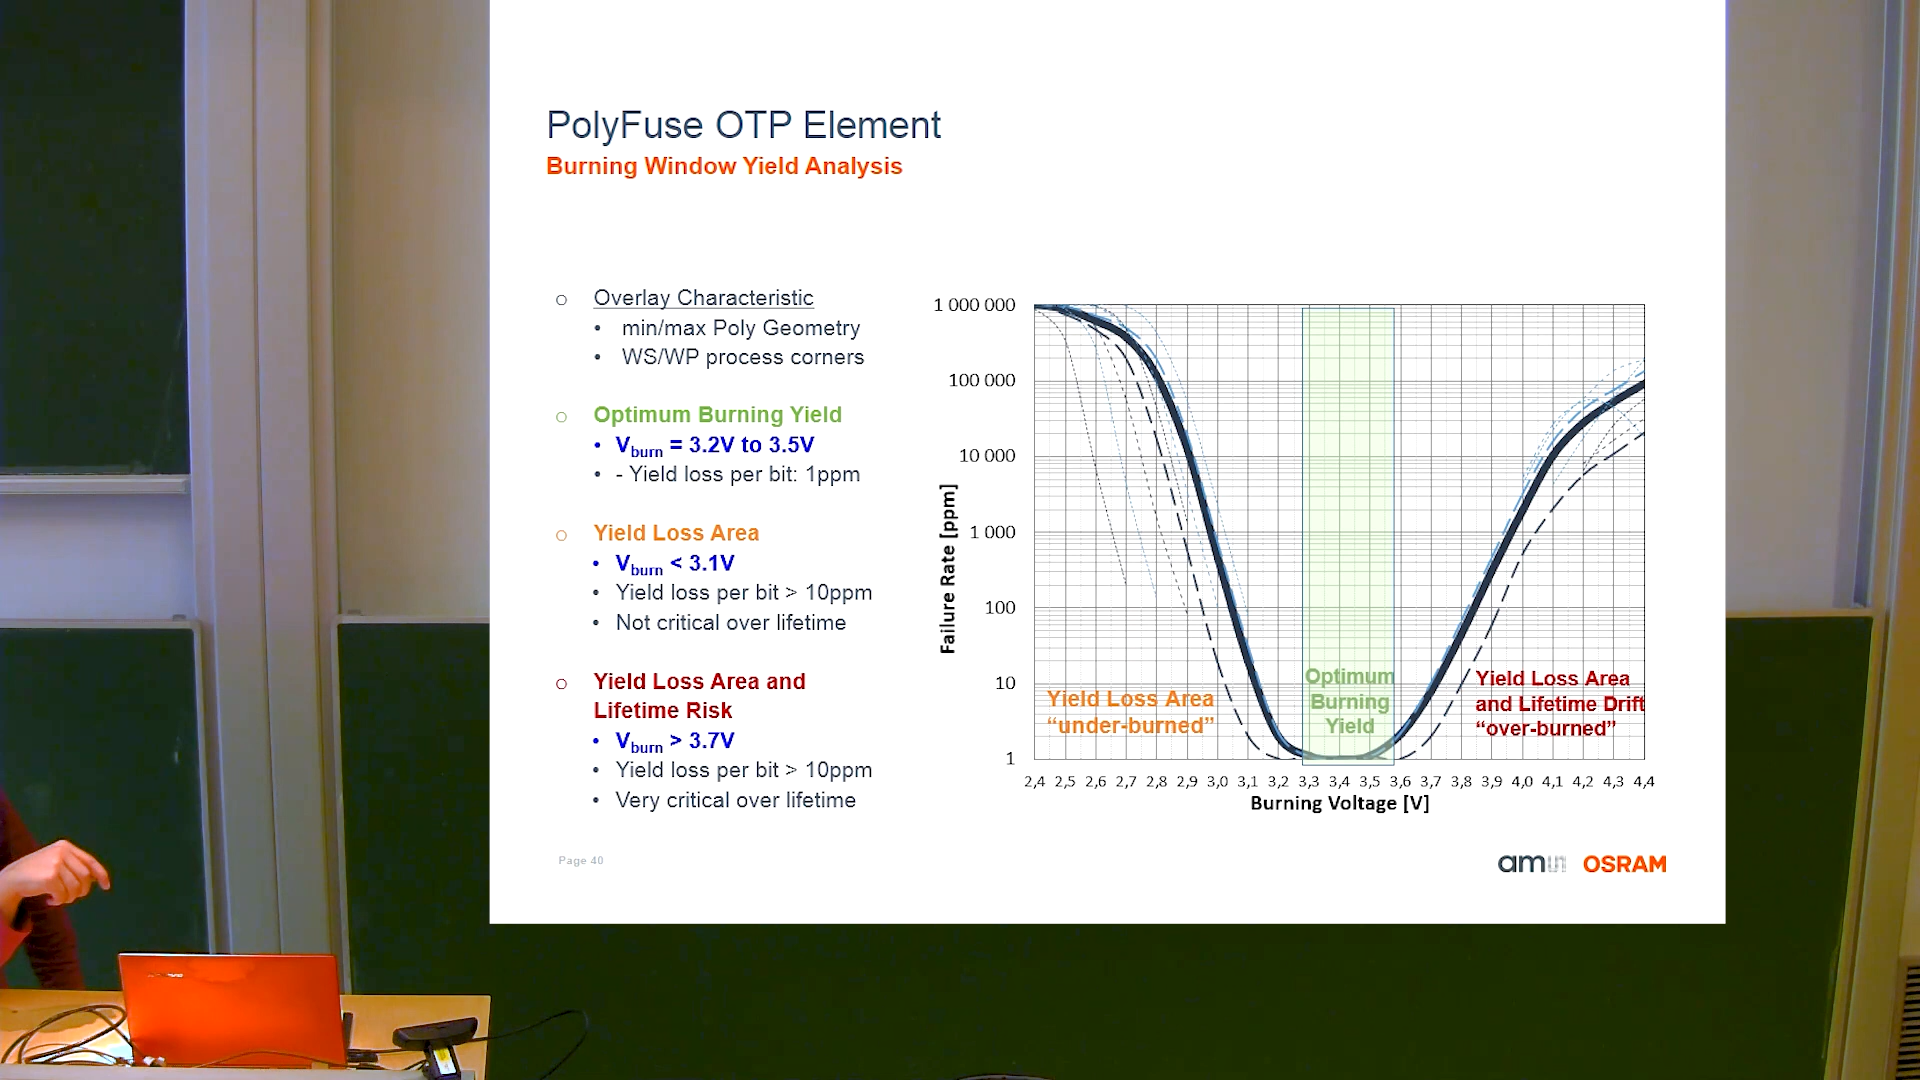 PolyFuse OTP Element
Burning Window Yield Analysis
○ Overlay Characteristic
• min/max Poly Geometry
• WS/WP process corners
○ Optimum Burning Yield
• Vburn = 3.2V to 3.5V
• - Yield loss per bit: 1ppm
○ Yield Loss Area
• Vburn < 3.1V
• Yield loss per bit > 10ppm
• Not critical over lifetime
○ Yield Loss Area and
Lifetime Risk
• Vburn > 3.7V
• Yield loss per bit > 10ppm
• Very critical over lifetime
Failure Rate [ppm]
1 000 000
100 000
10 000
1 000
100
10
1
Yield Loss Area
“under-burned”
Optimum
Burning
Yield
Yield Loss Area
and Lifetime Drift
“over-burned”
2,4 2,5 2,6 2,7 2,8 2,9 3,0 3,1 3,2 3,3 3,4 3,5 3,6 3,7 3,8 3,9 4,0 4,1 4,2 4,3 4,4
Burning Voltage [V]
Page 40
am OSRAM